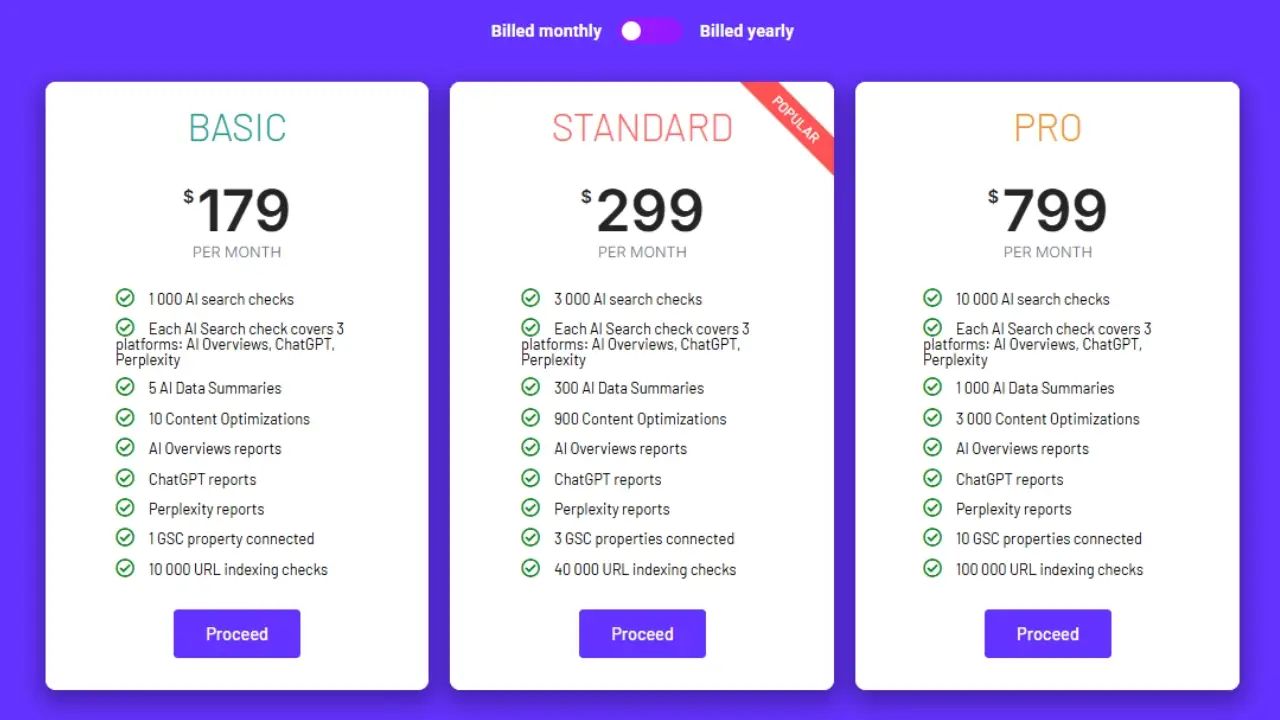 Billed monthly
Billed yearly
BASIC
$179
PER MONTH
1 000 AI search checks
Each AI Search check covers 3
platforms: AI Overviews, ChatGPT,
Perplexity
5 AI Data Summaries
10 Content Optimizations
AI Overviews reports
ChatGPT reports
Perplexity reports
1 GSC property connected
10 000 URL indexing checks
Proceed
STANDARD
POPULAR
$299
PER MONTH
3 000 AI search checks
Each AI Search check covers 3
platforms: AI Overviews, ChatGPT,
Perplexity
300 AI Data Summaries
900 Content Optimizations
AI Overviews reports
ChatGPT reports
Perplexity reports
3 GSC properties connected
40 000 URL indexing checks
Proceed
PRO
$799
PER MONTH
10 000 AI search checks
Each AI Search check covers 3
platforms: AI Overviews, ChatGPT,
Perplexity
1 000 AI Data Summaries
3 000 Content Optimizations
AI Overviews reports
ChatGPT reports
Perplexity reports
10 GSC properties connected
100 000 URL indexing checks
Proceed